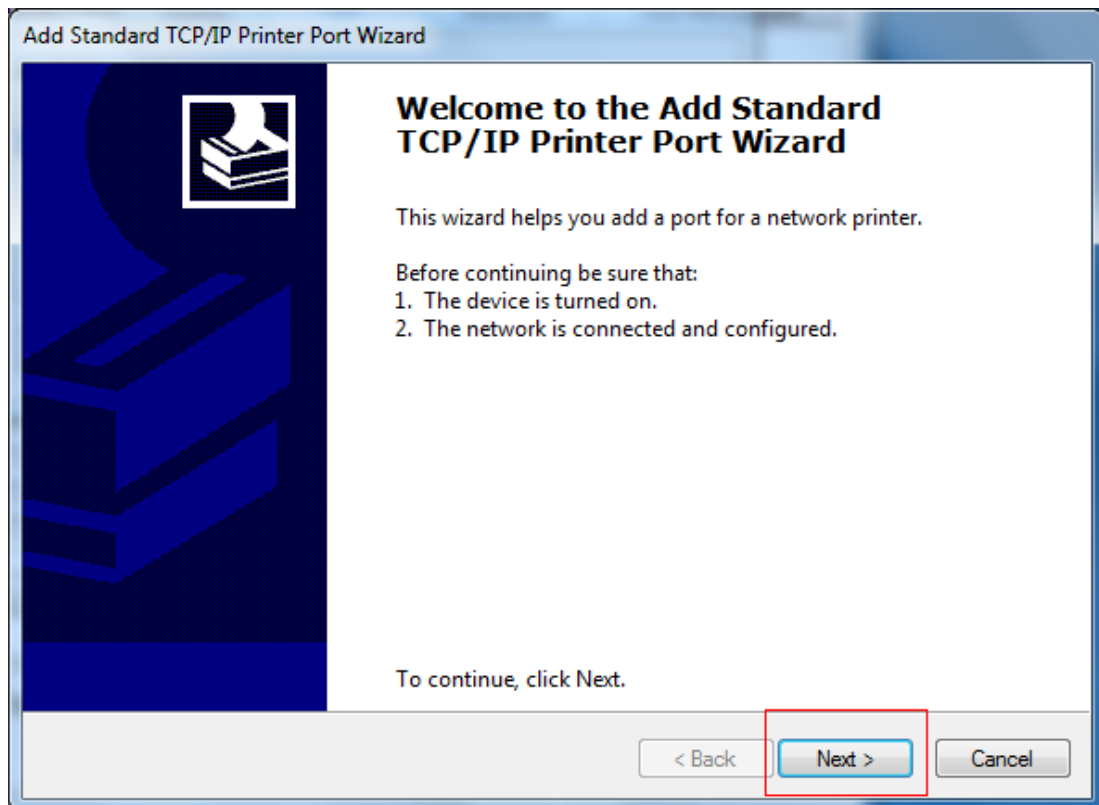 Add Standard TCP/IP Printer Port Wizard
Welcome to the Add Standard
TCP/IP Printer Port Wizard
This wizard helps you add a port for a network printer.
Before continuing be sure that:
1. The device is turned on.
2. The network is connected and configured.
To continue, click Next.
< Back Next > Cancel